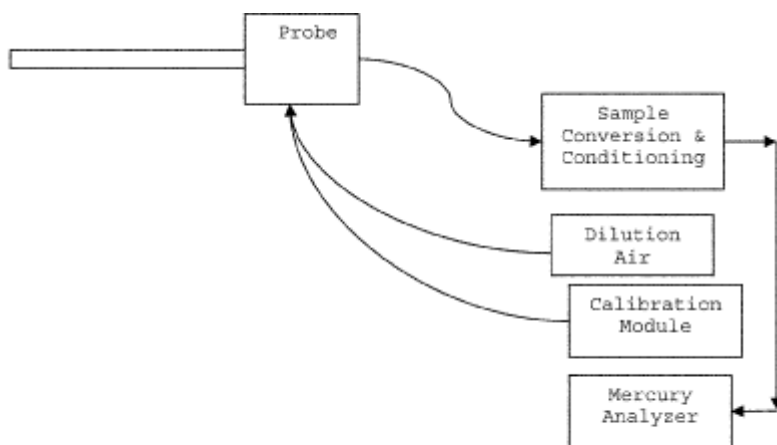 Probe
Sample
Conversion &
Conditioning
Dilution
Air
Calibration
Module
Mercury
Analyzer